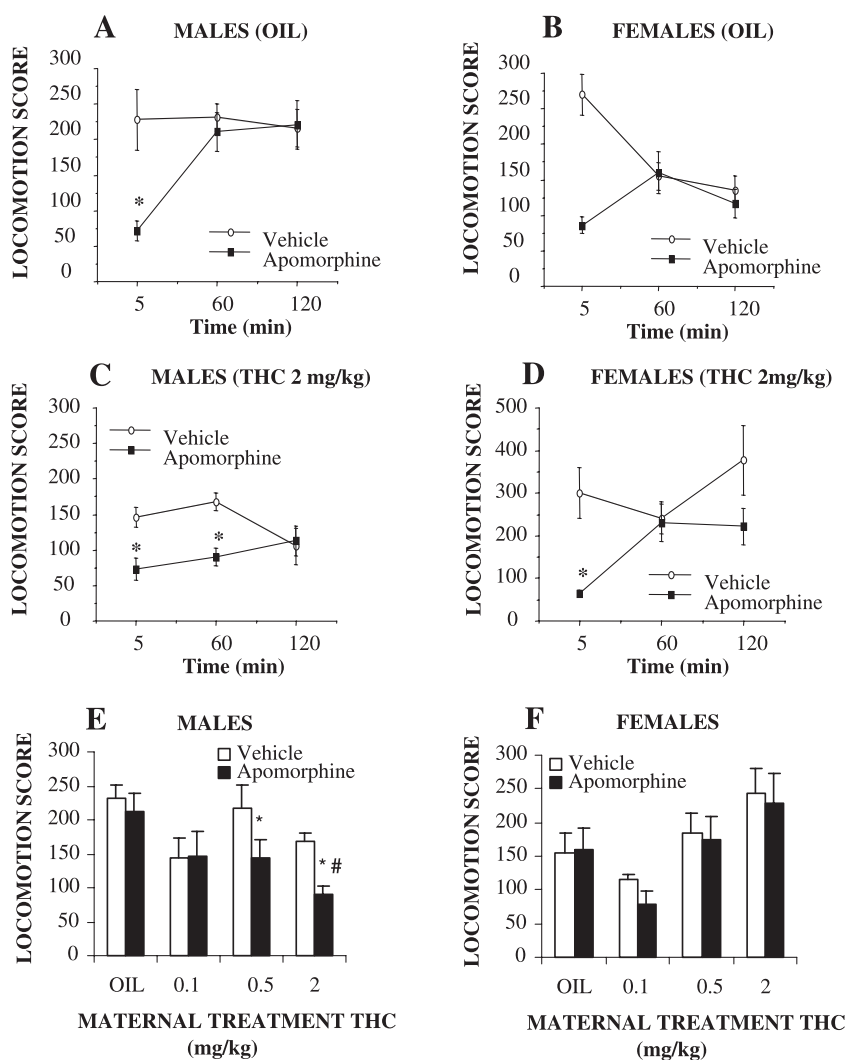 A MALES (OIL)
LOCOMOTION SCORE
300
250
200
150
100
50
0
*
Vehicle
Apomorphine
5 60 120
Time (min)
B FEMALES (OIL)
LOCOMOTION SCORE
300
250
200
150
100
50
0
Vehicle
Apomorphine
5 60 120
Time (min)
C MALES (THC 2 mg/kg)
LOCOMOTION SCORE
300
250
200
150
100
50
0
Vehicle
Apomorphine
* *
5 60 120
Time (min)
D FEMALES (THC 2mg/kg)
LOCOMOTION SCORE
500
400
300
200
100
0
*
Vehicle
Apomorphine
5 60 120
Time (min)
E MALES
LOCOMOTION SCORE
300
250
200
150
100
50
0
Vehicle
Apomorphine
*
* #
OIL 0.1 0.5 2
MATERNAL TREATMENT THC
(mg/kg)
F FEMALES
LOCOMOTION SCORE
300
250
200
150
100
50
0
Vehicle
Apomorphine
OIL 0.1 0.5 2
MATERNAL TREATMENT THC
(mg/kg)